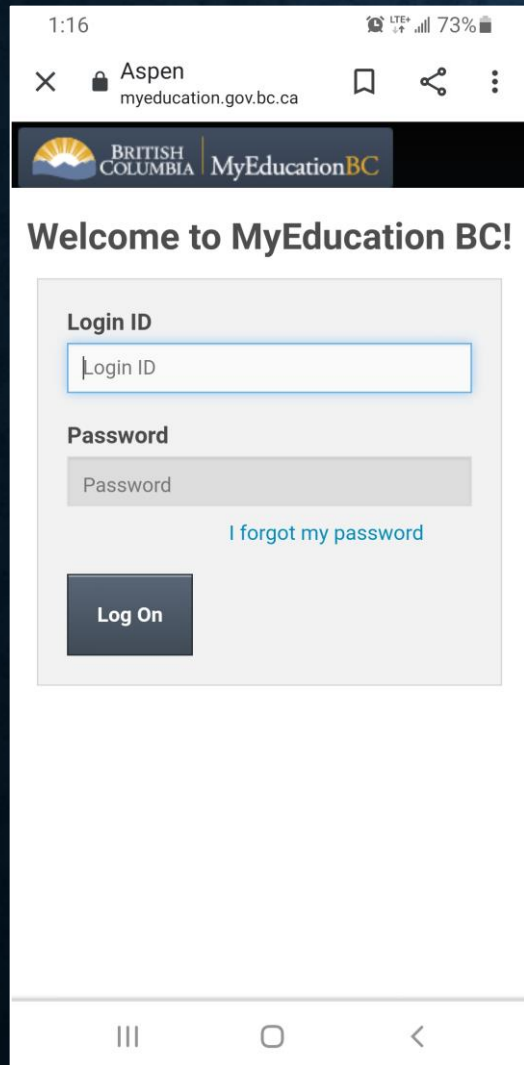 1:16 LTE+ 73%
Aspen
myeducation.gov.bc.ca
BRITISH
COLUMBIA MyEducationBC
Welcome to MyEducation BC!
Login ID
Login ID
Password
Password
I forgot my password
Log On